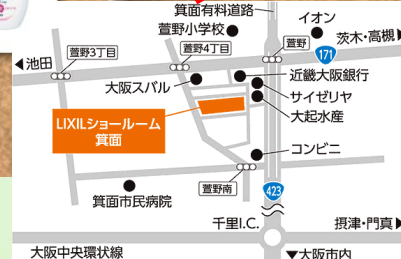 箕面有料道路
萱野小学校
イオン
茨木・高槻
171
萱野3丁目
萱野4丁目
萱野
池田
大阪スバル
近畿大阪銀行
サイゼリヤ
大起水産
LIXILショールーム
箕面
コンビニ
萱野南
箕面市民病院
423
千里I.C.
摂津・門真
大阪中央環状線
大阪市内